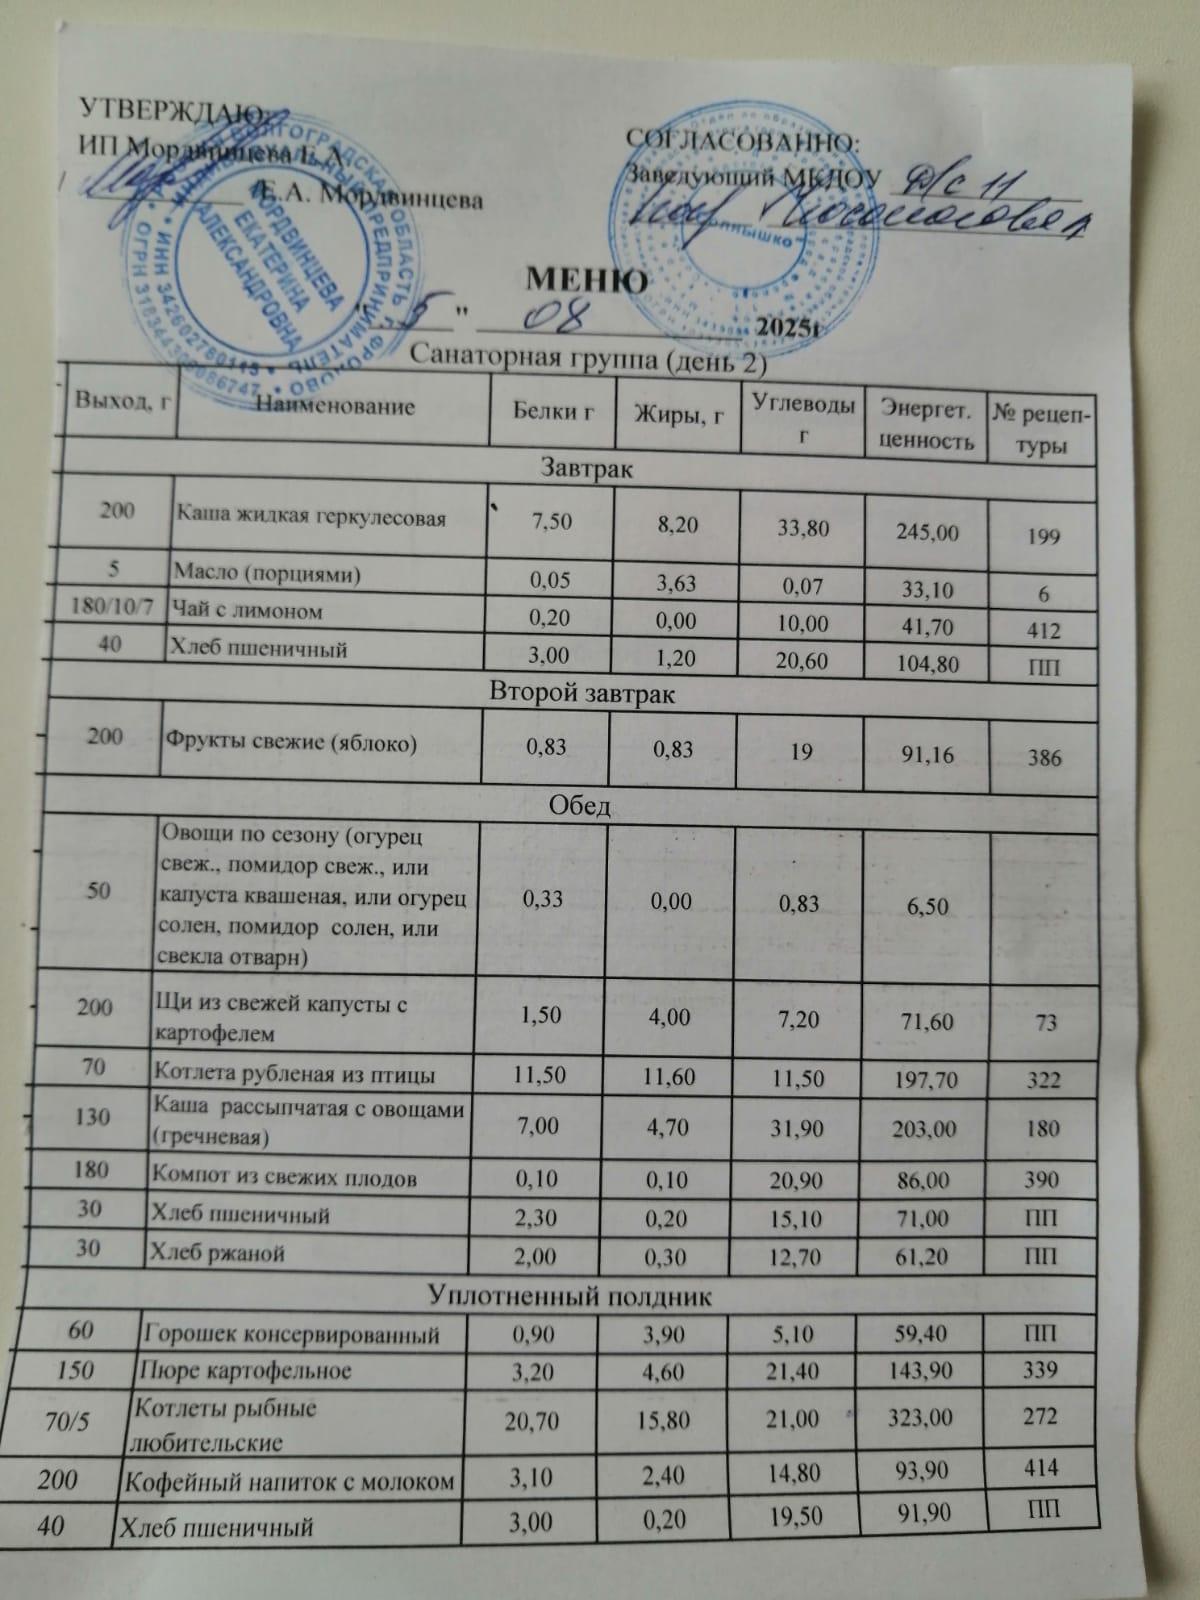 УТВЕРЖДАЮ:
ИП Мордвинцева Е.А.
Е.А. Мордвинцева
СОГЛАСОВАННО:
Заведующий МКДОУ Д/С 11
МОРДВИНЦЕВА
ЕКАТЕРИНА
АЛЕКСАНДРОВНА
МЕНЮ
"5" 08 2025г
Санаторная группа (день 2)
Выход, г Наименование Белки г Жиры, г Углеводы г Энергет. ценность № рецеп-туры
Завтрак
200 Каша жидкая геркулесовая 7,50 8,20 33,80 245,00 199
5 Масло (порциями) 0,05 3,63 0,07 33,10 6
180/10/7 Чай с лимоном 0,20 0,00 10,00 41,70 412
40 Хлеб пшеничный 3,00 1,20 20,60 104,80 ПП
Второй завтрак
200 Фрукты свежие (яблоко) 0,83 0,83 19 91,16 386
Обед
Овощи по сезону (огурец
свеж., помидор свеж., или
50 капуста квашеная, или огурец 0,33 0,00 0,83 6,50
солен, помидор солен, или
свекла отварн)
200 Щи из свежей капусты с 1,50 4,00 7,20 71,60 73
картофелем
70 Котлета рубленая из птицы 11,50 11,60 11,50 197,70 322
130 Каша рассыпчатая с овощами 7,00 4,70 31,90 203,00 180
(гречневая)
180 Компот из свежих плодов 0,10 0,10 20,90 86,00 390
30 Хлеб пшеничный 2,30 0,20 15,10 71,00 ПП
30 Хлеб ржаной 2,00 0,30 12,70 61,20 ПП
Уплотненный полдник
60 Горошек консервированный 0,90 3,90 5,10 59,40 ПП
150 Пюре картофельное 3,20 4,60 21,40 143,90 339
70/5 Котлеты рыбные 20,70 15,80 21,00 323,00 272
любительские
200 Кофейный напиток с молоком 3,10 2,40 14,80 93,90 414
40 Хлеб пшеничный 3,00 0,20 19,50 91,90 ПП